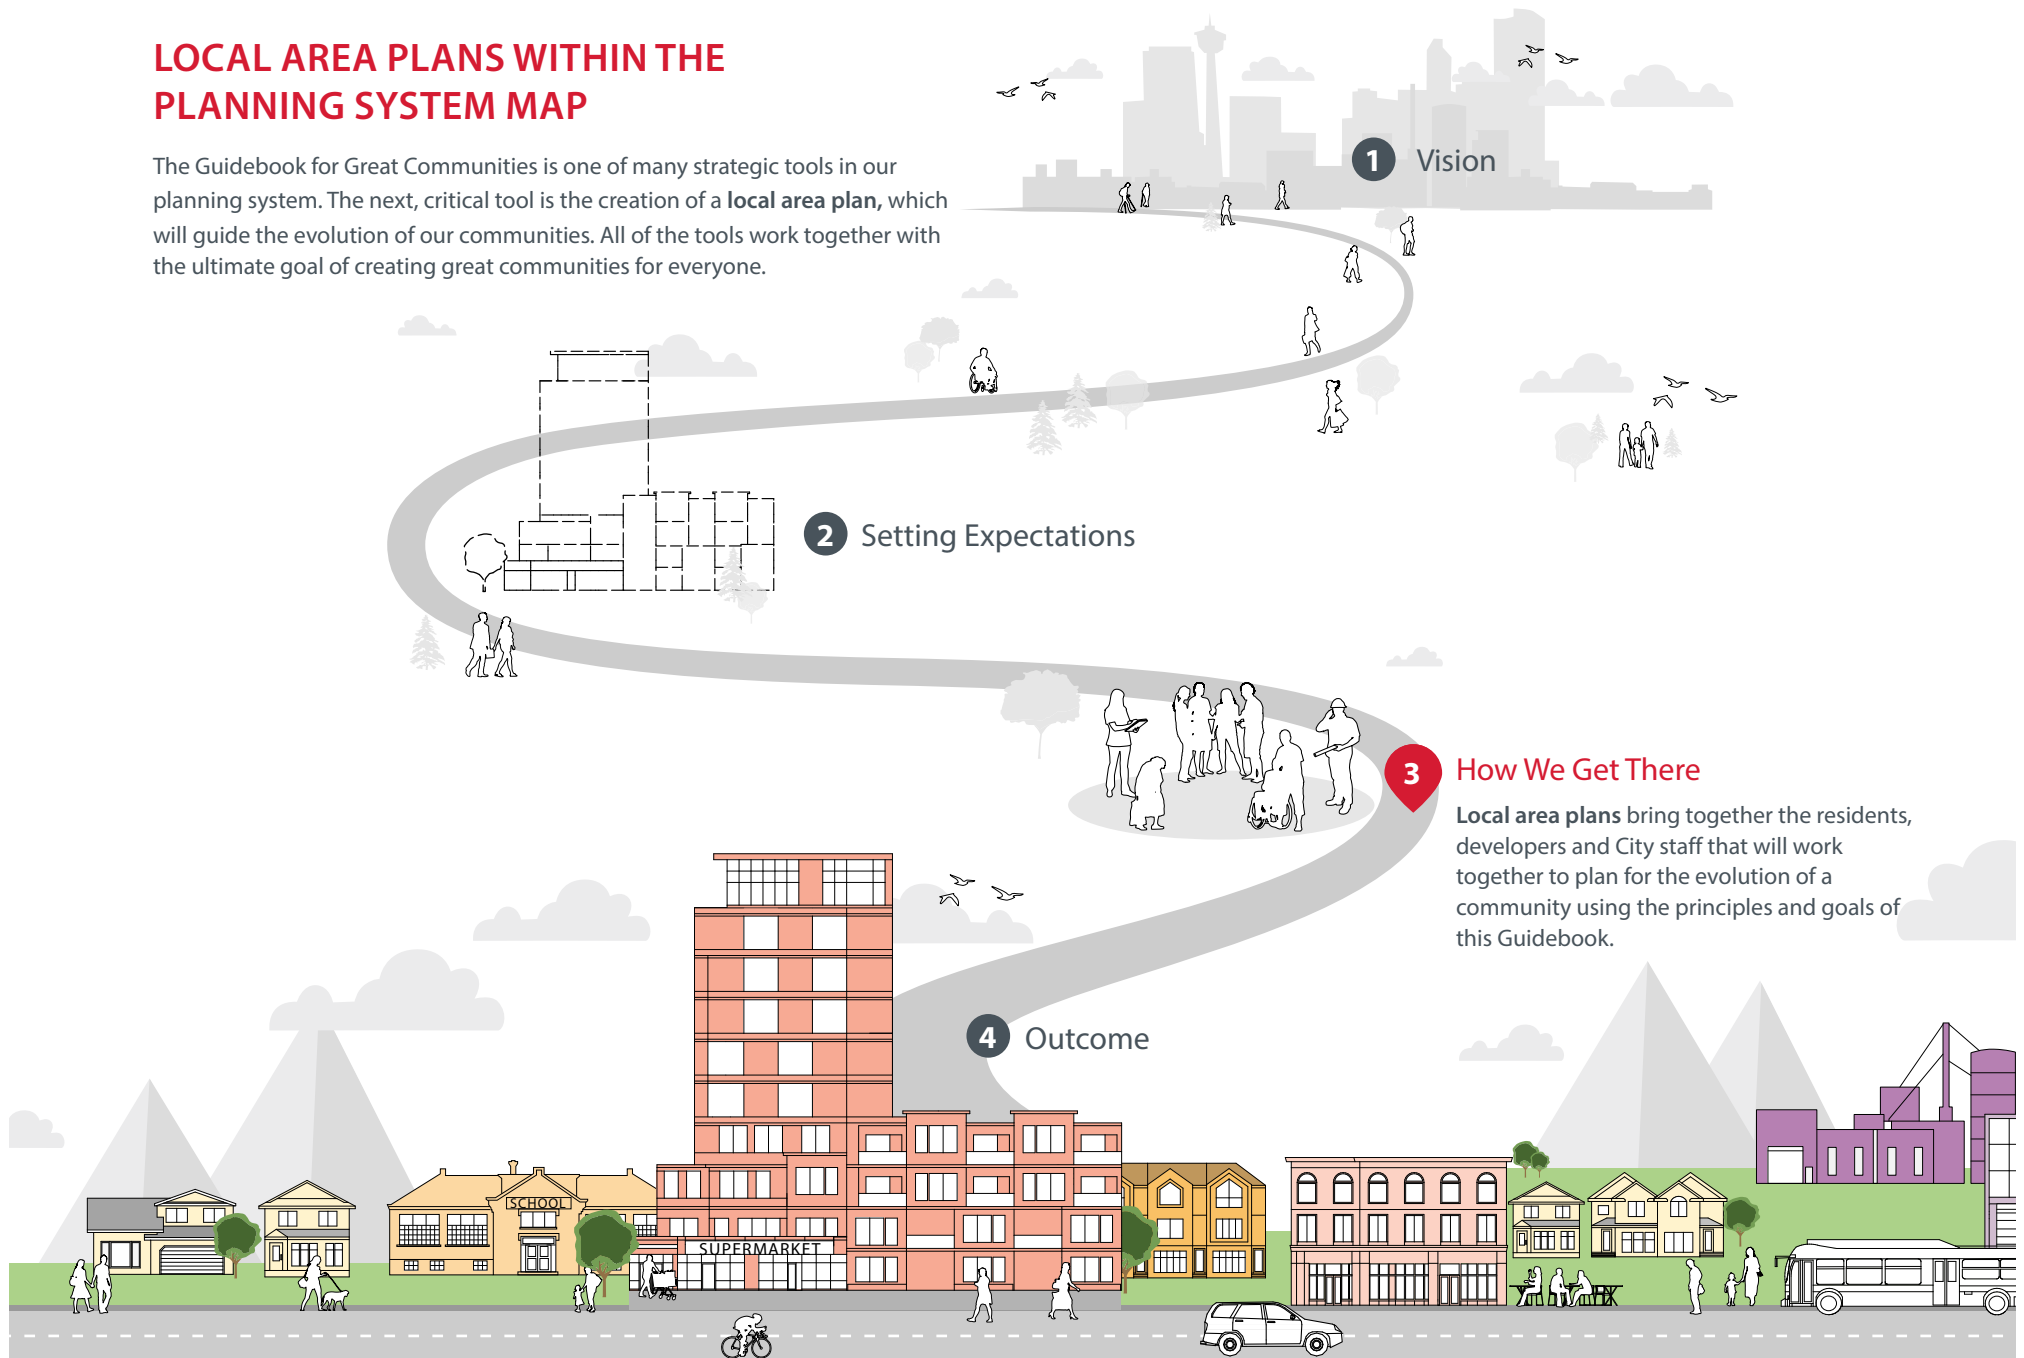 LOCAL AREA PLANS WITHIN THE
PLANNING SYSTEM MAP
The Guidebook for Great Communities is one of many strategic tools in our
planning system. The next, critical tool is the creation of a local area plan, which
will guide the evolution of our communities. All of the tools work together with
the ultimate goal of creating great communities for everyone.
1 Vision
2 Setting Expectations
3 How We Get There
Local area plans bring together the residents,
developers and City staff that will work
together to plan for the evolution of a
community using the principles and goals of
this Guidebook.
4 Outcome
SCHOOL
SUPERMARKET